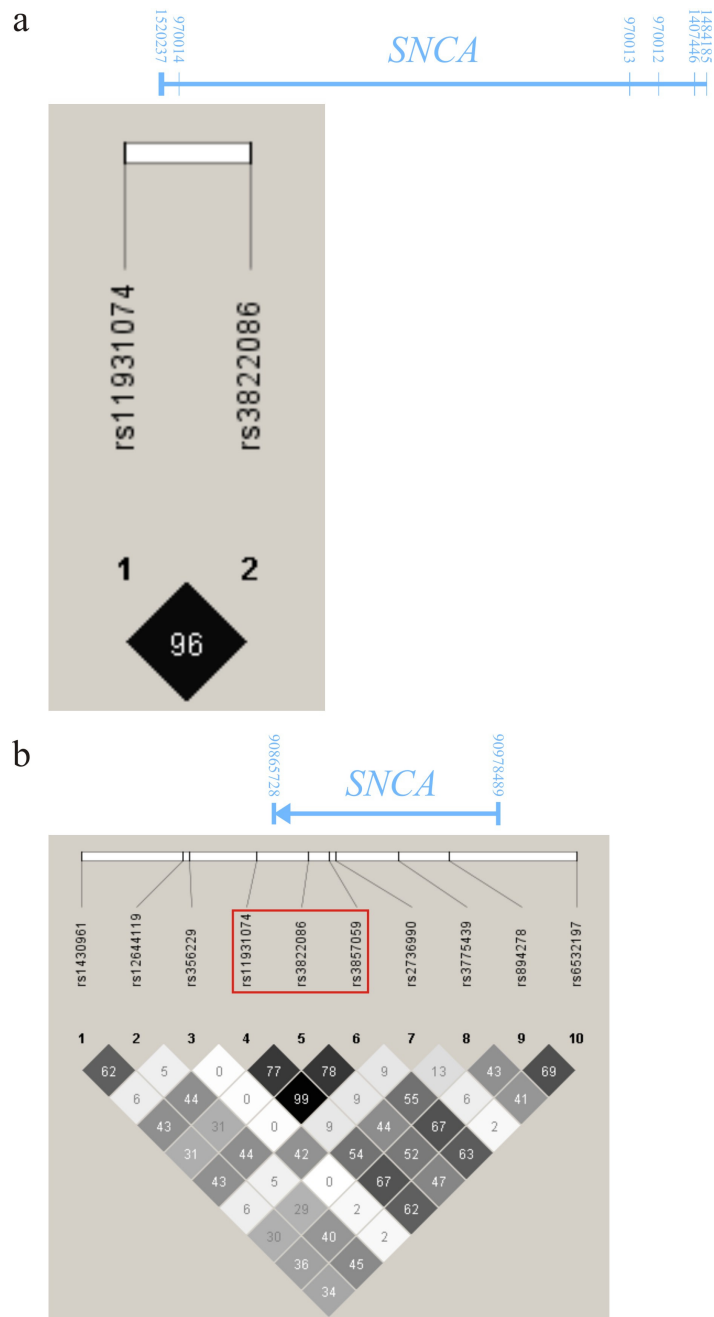 a
1520237
970014
SNCA
970013
970012
1407446
1484185
rs11931074
rs3822086
1 2
96
b
90865728
SNCA
90978489
rs1430961
rs12644119
rs356229
rs11931074
rs3822086
rs3857059
rs2736990
rs3775439
rs894278
rs6532197
1 2 3 4 5 6 7 8 9 10
62 5 0 77 78 9 13 43 69
6 44 0 99 9 55 6 41
43 31 0 9 44 67 2
31 44 42 54 52 63
43 5 0 67 47
6 29 2 62
30 40 2
36 45
34